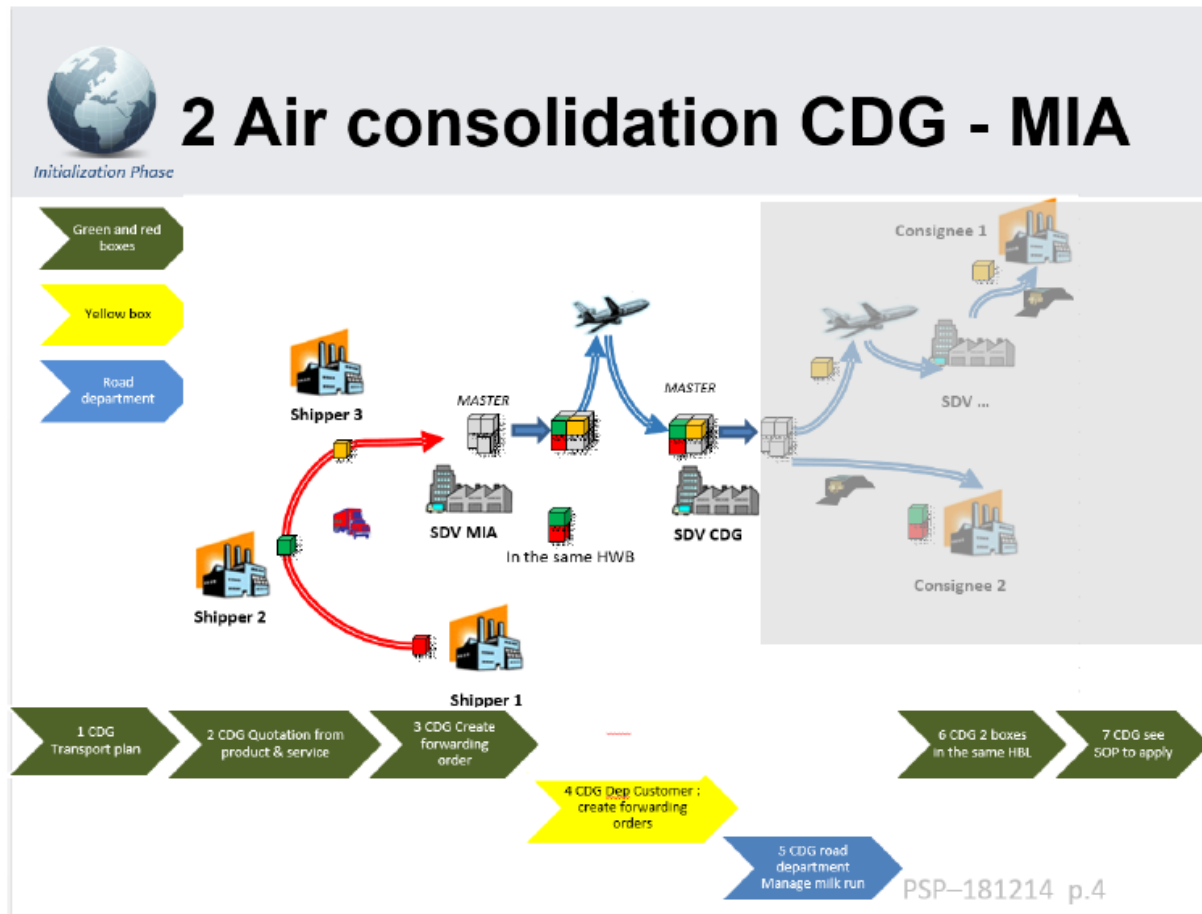 2 Air consolidation CDG - MIA
Initialization Phase
Green and red
boxes
Yellow box
Road
department
Consignee 1
Shipper 3
MASTER
MASTER
SDV ...
SDV MIA
SDV CDG
In the same HWB
Shipper 2
Consignee 2
Shipper 1
1 CDG
Transport plan
2 CDG Quotation from
product & service
3 CDG Create
forwarding
order
4 CDG Dep Customer :
create forwarding
orders
5 CDG road
department
Manage milk run
6 CDG 2 boxes
in the same HBL
7 CDG see
SOP to apply
PSP–181214 p.4